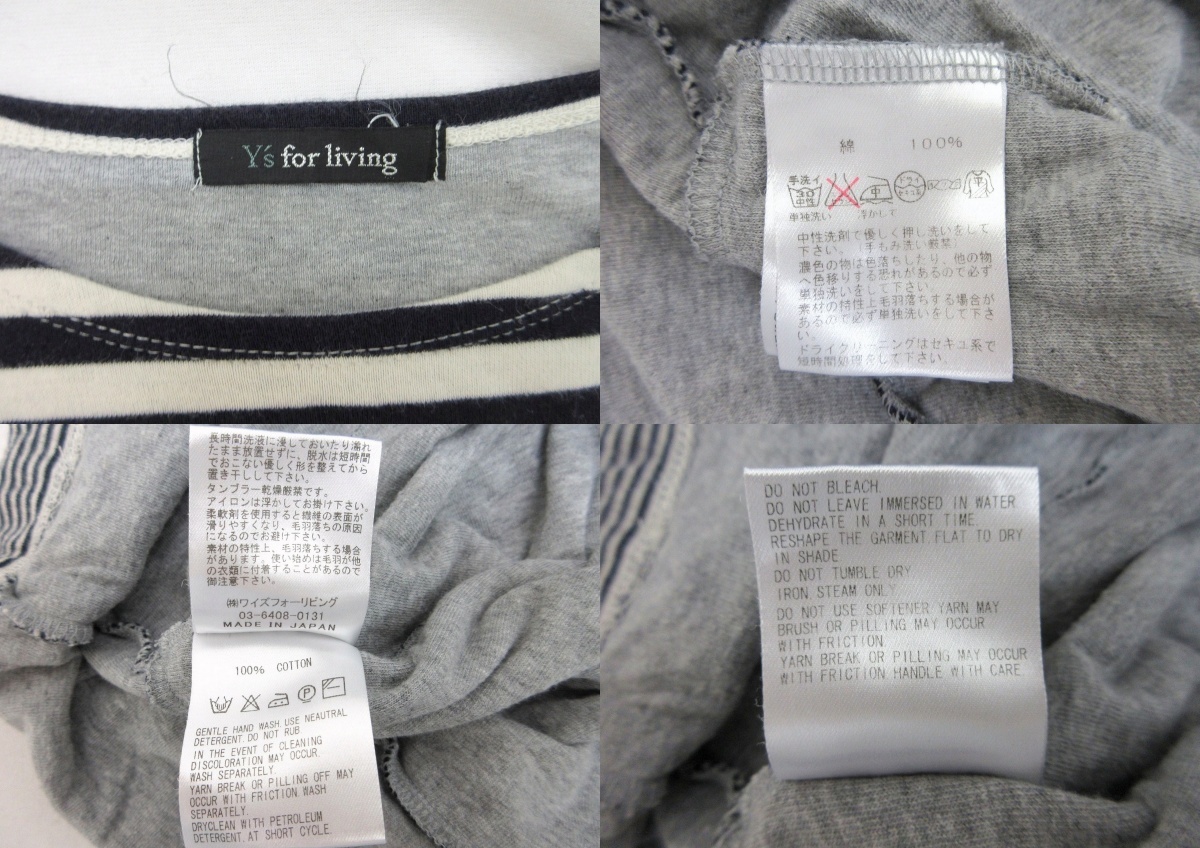 Y's for living
綿 100%
手洗イ
30
中性
中
ドライ
セキユ系
平
単独洗い 浮かして
中性洗剤で優しく押し洗いをして
下さい。(手もみ洗い厳禁)
濃色の物は色落ちしたり、他の物
へ色移りする恐れがあるので必ず
単独洗いをして下さい。
素材の特性上毛羽落ちする場合が
あるので必ず単独洗いをして下さ
い。
ドライクリーニングはセキユ系で
短時間処理をして下さい。
長時間洗液に浸しておいたり濡れ
たまま放置せずに、脱水は短時間
でおこない優しく形を整えてから
置き干しして下さい。
タンブラー乾燥厳禁です。
アイロンは浮かしてお掛け下さい。
柔軟剤を使用すると繊維の表面が
滑りやすくなり、毛羽落ちの原因
になるのでお避け下さい。
素材の特性上、毛羽落ちする場合
があります。使い始めは毛羽が他
の衣類に付着することがあるので
御注意下さい。
㈱ワイズフォーリビング
03-6408-0131
MADE IN JAPAN
100% COTTON
P
GENTLE HAND WASH.USE NEAUTRAL
DETERGENT.DO NOT RUB
IN THE EVENT OF CLEANING
DISCOLORATION MAY OCCUR.
WASH SEPARATELY.
YARN BREAK OR PILLING OFF MAY
OCCUR WITH FRICTION.WASH
SEPARATELY.
DRYCLEAN WITH PETROLEUM
DETERGENT.AT SHORT CYCLE.
DO NOT BLEACH.
DO NOT LEAVE IMMERSED IN WATER
DEHYDRATE IN A SHORT TIME.
RESHAPE THE GARMENT.FLAT TO DRY
IN SHADE
DO NOT TUMBLE DRY
IRON STEAM ONLY
DO NOT USE SOFTENER YARN MAY
BRUSH OR PILLING MAY OCCUR
WITH FRICTION.
YARN BREAK OR PILLING MAY OCCUR
WITH FRICTION HANDLE WITH CARE.